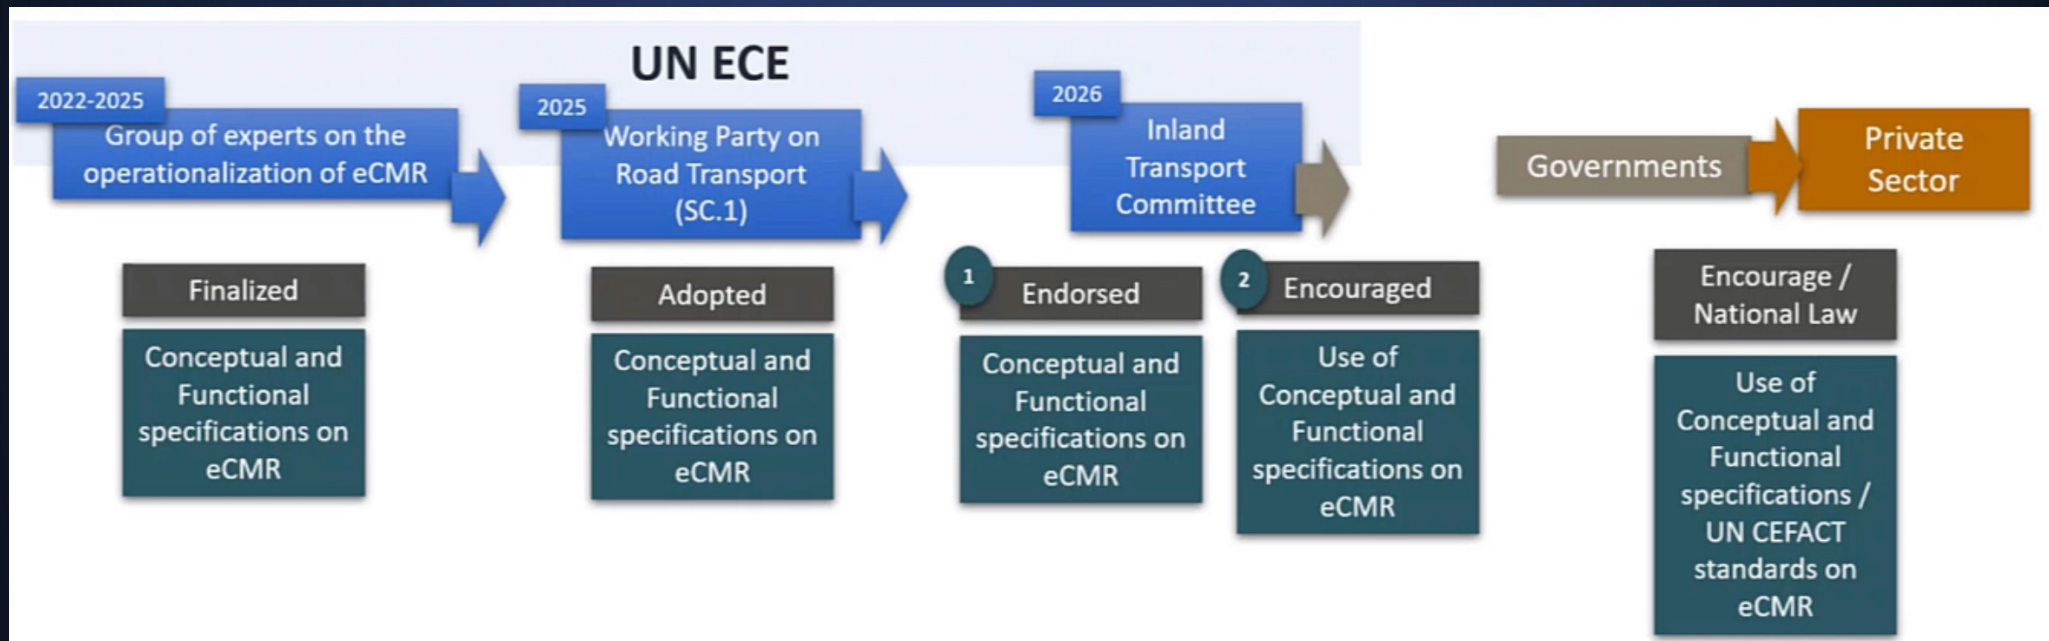 UN ECE
2022-2025
Group of experts on the
operationalization of eCMR
2025
Working Party on
Road Transport
(SC.1)
2026
Inland
Transport
Committee
Governments
Private
Sector
Finalized
Conceptual and
Functional
specifications on
eCMR
Adopted
Conceptual and
Functional
specifications on
eCMR
1
Endorsed
Conceptual and
Functional
specifications on
eCMR
2
Encouraged
Use of
Conceptual and
Functional
specifications on
eCMR
Encourage /
National Law
Use of
Conceptual and
Functional
specifications /
UN CEFACT
standards on
eCMR